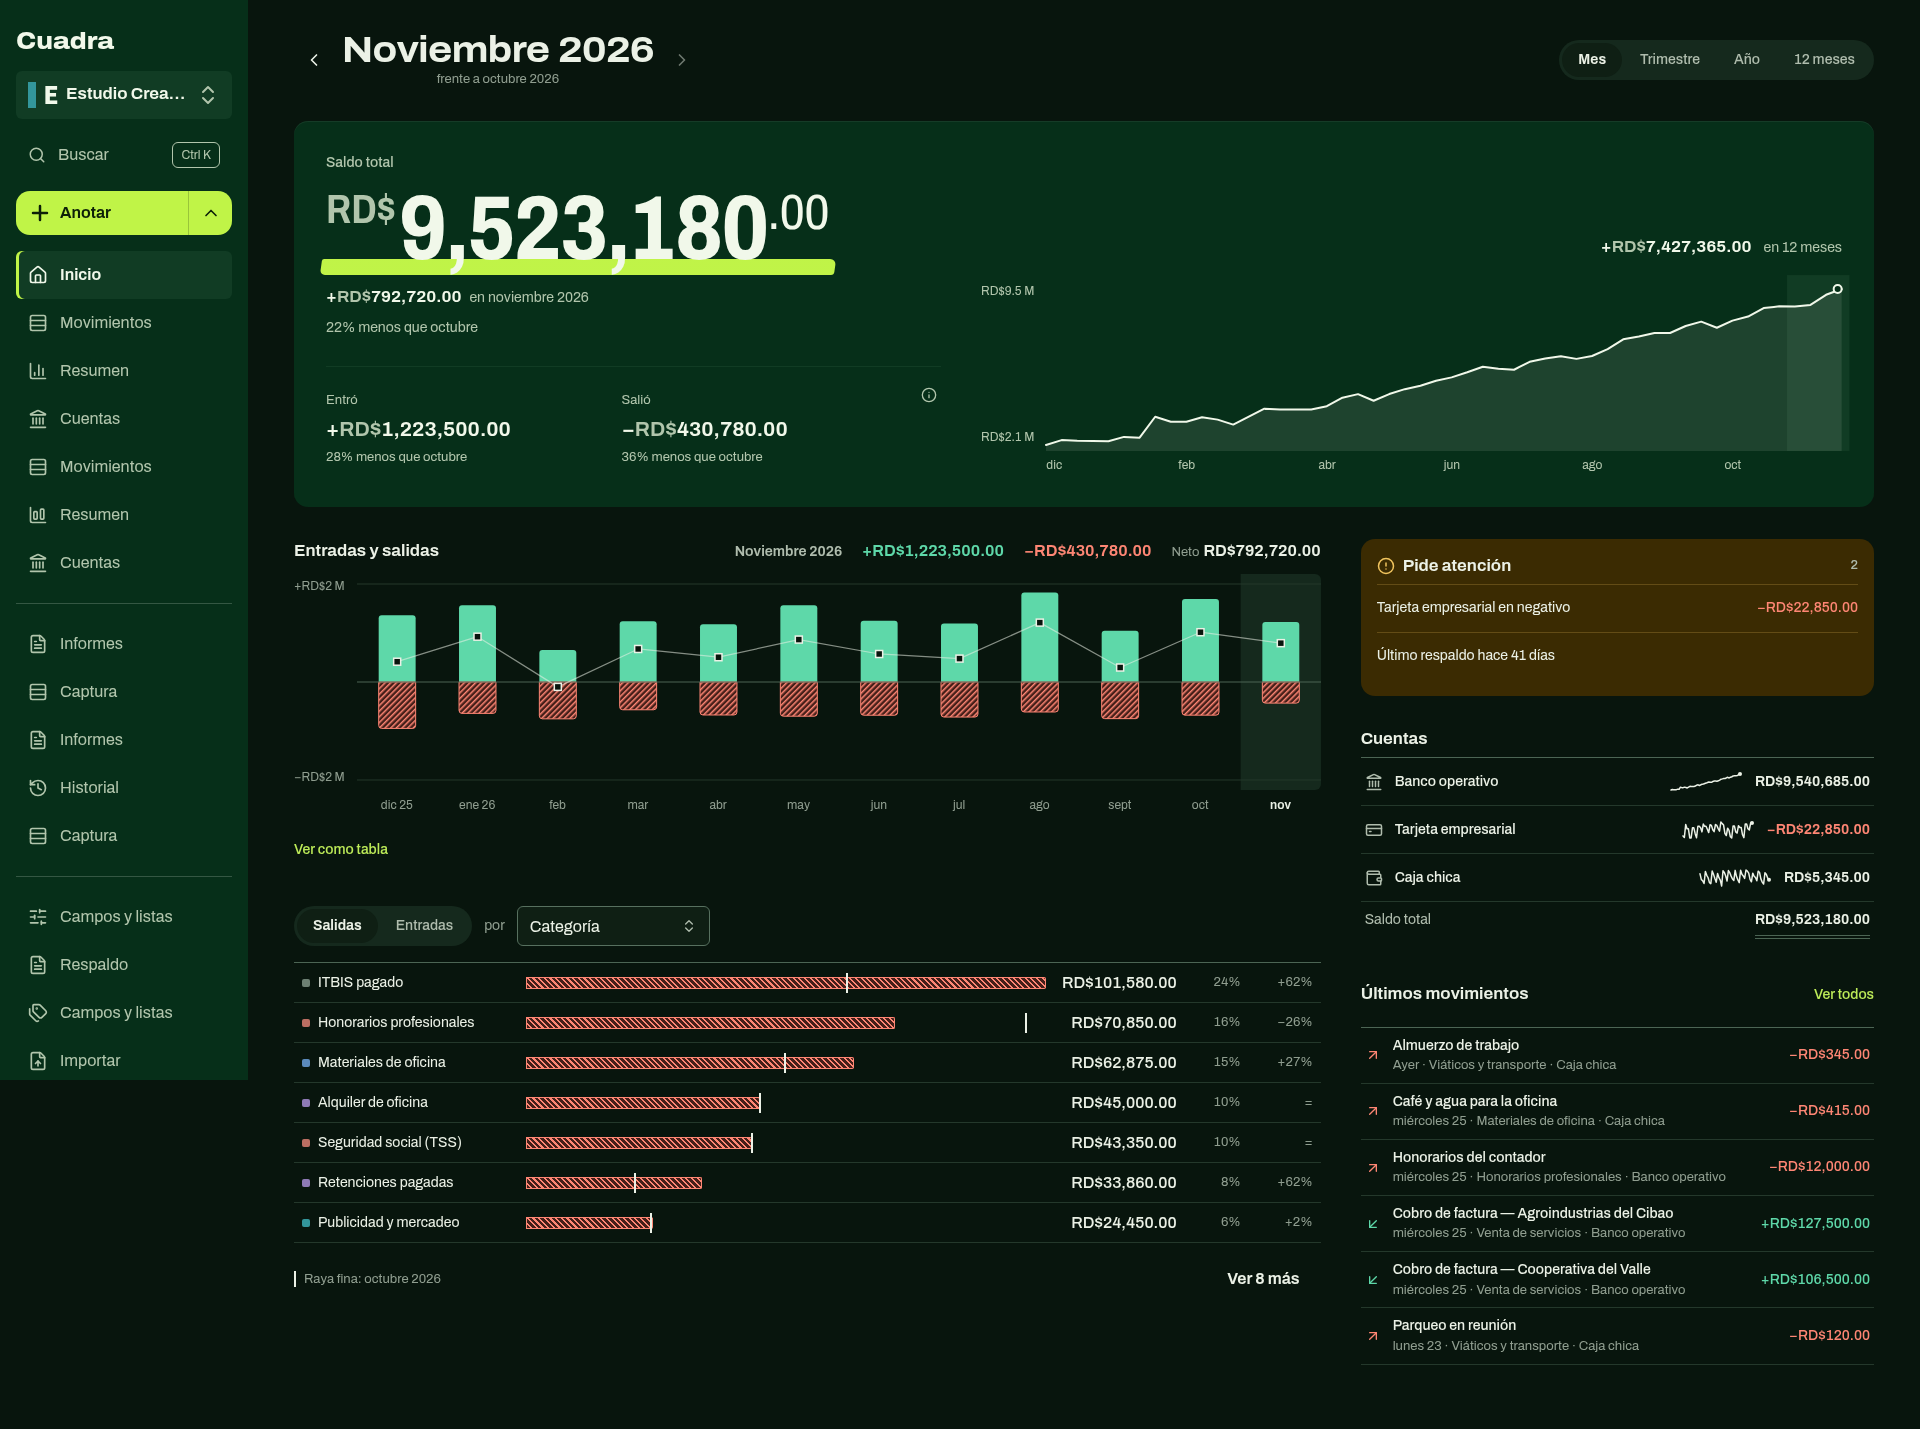 Cuadra
E Estudio Crea...
Buscar
Ctrl K
Anotar
Inicio
Movimientos
Resumen
Cuentas
Movimientos
Resumen
Cuentas
Informes
Captura
Informes
Historial
Captura
Campos y listas
Respaldo
Campos y listas
Importar
Noviembre 2026
frente a octubre 2026
Mes
Trimestre
Año
12 meses
Saldo total
RD$9,523,180.00
+RD$792,720.00 en noviembre 2026
22% menos que octubre
Entró
+RD$1,223,500.00
28% menos que octubre
Salió
−RD$430,780.00
36% menos que octubre
+RD$7,427,365.00 en 12 meses
RD$9.5 M
RD$2.1 M
dic
feb
abr
jun
ago
oct
Entradas y salidas
Noviembre 2026
+RD$1,223,500.00
−RD$430,780.00
Neto RD$792,720.00
+RD$2 M
−RD$2 M
dic 25
ene 26
feb
mar
abr
may
jun
jul
ago
sept
oct
nov
Ver como tabla
Salidas
Entradas
por
Categoría
ITBIS pagado RD$101,580.00 24% +62%
Honorarios profesionales RD$70,850.00 16% −26%
Materiales de oficina RD$62,875.00 15% +27%
Alquiler de oficina RD$45,000.00 10% =
Seguridad social (TSS) RD$43,350.00 10% =
Retenciones pagadas RD$33,860.00 8% +62%
Publicidad y mercadeo RD$24,450.00 6% +2%
Raya fina: octubre 2026
Ver 8 más
Pide atención 2
Tarjeta empresarial en negativo −RD$22,850.00
Último respaldo hace 41 días
Cuentas
Banco operativo RD$9,540,685.00
Tarjeta empresarial −RD$22,850.00
Caja chica RD$5,345.00
Saldo total RD$9,523,180.00
Últimos movimientos
Ver todos
Almuerzo de trabajo
Ayer · Viáticos y transporte · Caja chica
−RD$345.00
Café y agua para la oficina
miércoles 25 · Materiales de oficina · Caja chica
−RD$415.00
Honorarios del contador
miércoles 25 · Honorarios profesionales · Banco operativo
−RD$12,000.00
Cobro de factura — Agroindustrias del Cibao
miércoles 25 · Venta de servicios · Banco operativo
+RD$127,500.00
Cobro de factura — Cooperativa del Valle
miércoles 25 · Venta de servicios · Banco operativo
+RD$106,500.00
Parqueo en reunión
lunes 23 · Viáticos y transporte · Caja chica
−RD$120.00